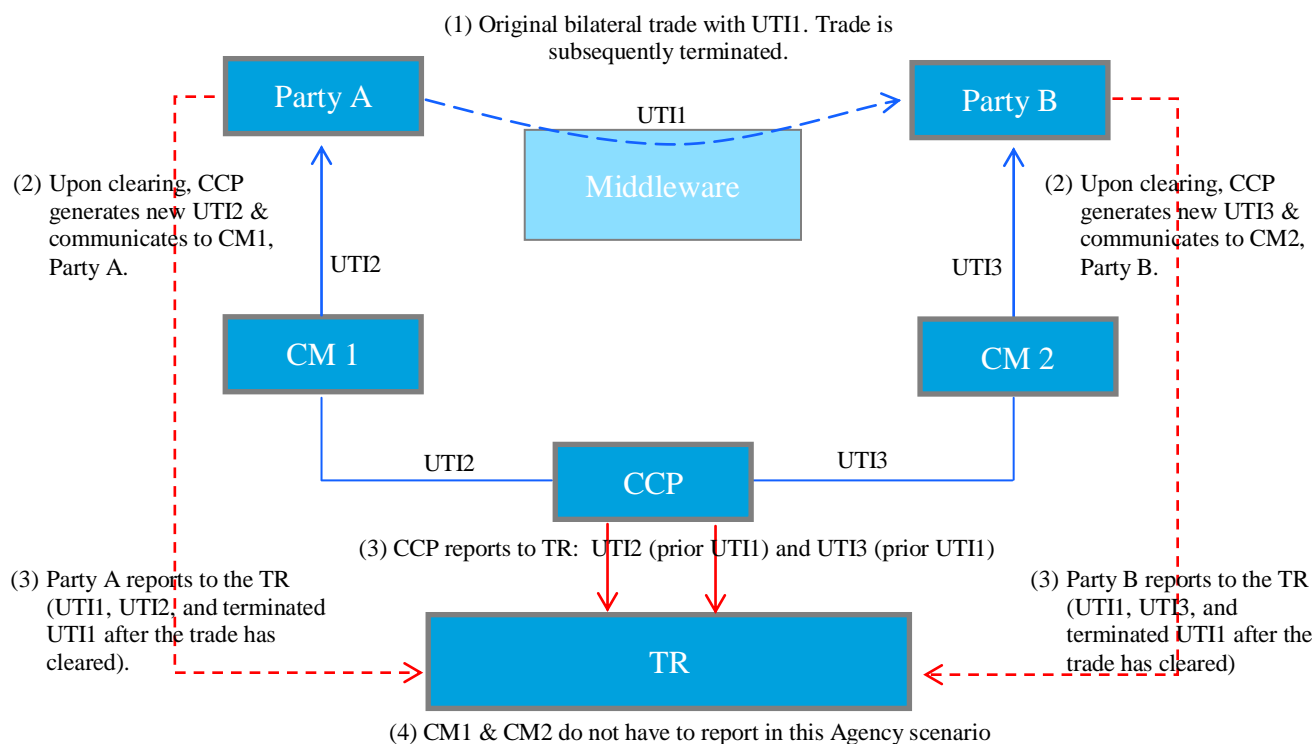 (1) Original bilateral trade with UTI1. Trade is
subsequently terminated.
Party A
Party B
UTI1
Middleware
(2) Upon clearing, CCP
generates new UTI2 &
communicates to CM1,
Party A.
(2) Upon clearing, CCP
generates new UTI3 &
communicates to CM2,
Party B.
UTI2
UTI3
CM 1
CM 2
UTI2
UTI3
CCP
(3) CCP reports to TR: UTI2 (prior UTI1) and UTI3 (prior UTI1)
(3) Party A reports to the TR
(UTI1, UTI2, and terminated
UTI1 after the trade has
cleared).
(3) Party B reports to the TR
(UTI1, UTI3, and
terminated UTI1 after the
trade has cleared)
TR
(4) CM1 & CM2 do not have to report in this Agency scenario